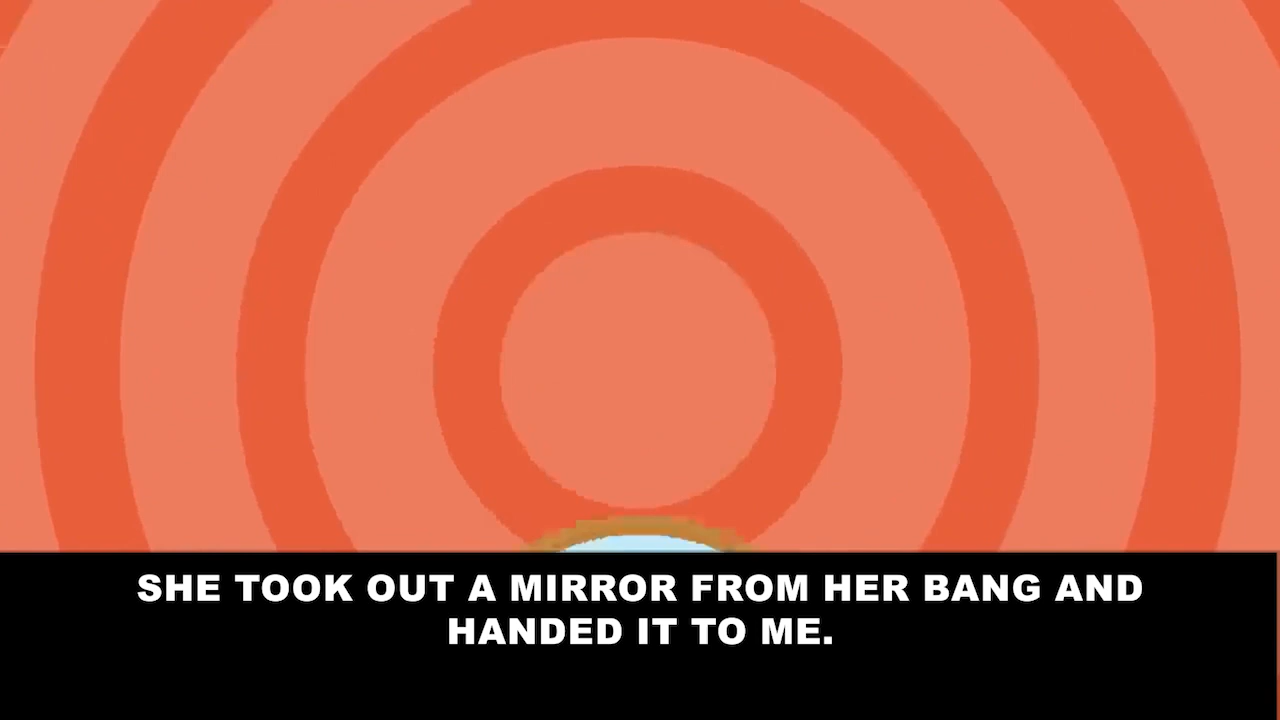 SHE TOOK OUT A MIRROR FROM HER BANG AND
HANDED IT TO ME.